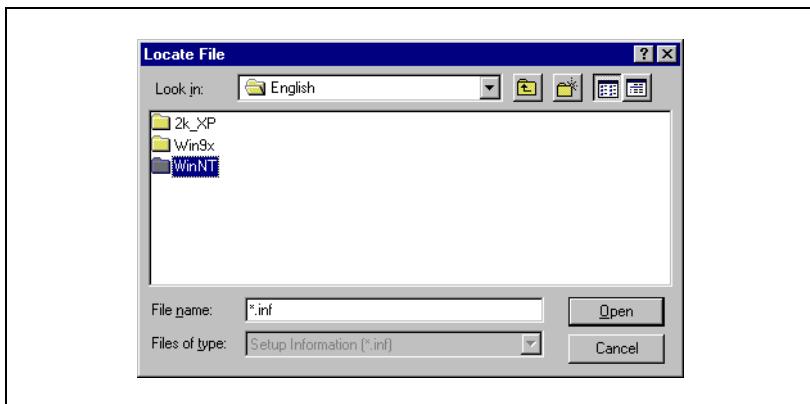 Locate File
Look in: English
2k_XP
Win9x
WinNT
File name: *.inf Open
Files of type: Setup Information (*.inf) Cancel